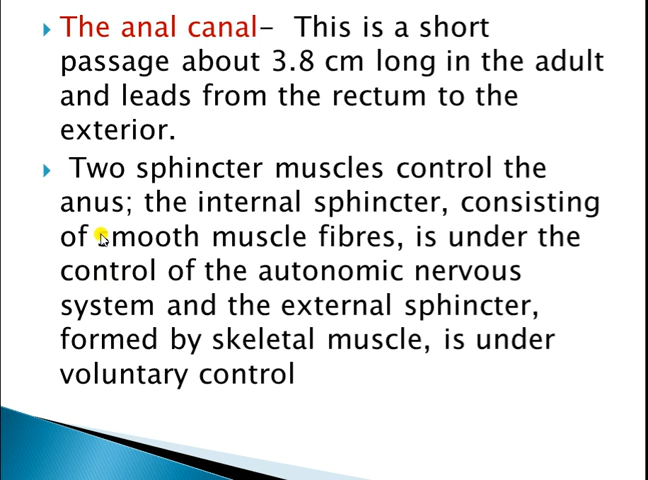 The anal canal– This is a short
passage about 3.8 cm long in the adult
and leads from the rectum to the
exterior.
Two sphincter muscles control the
anus; the internal sphincter, consisting
of smooth muscle fibres, is under the
control of the autonomic nervous
system and the external sphincter,
formed by skeletal muscle, is under
voluntary control